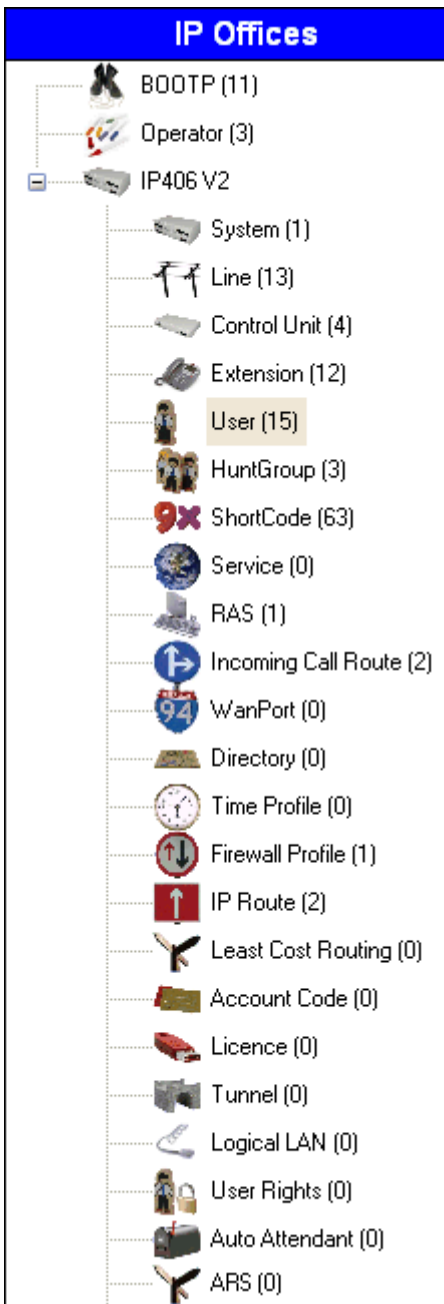 IP Offices
BOOTP (11)
Operator (3)
IP406 V2
System (1)
Line (13)
Control Unit (4)
Extension (12)
User (15)
HuntGroup (3)
9x ShortCode (63)
Service (0)
RAS (1)
Incoming Call Route (2)
94 WanPort (0)
Directory (0)
Time Profile (0)
Firewall Profile (1)
IP Route (2)
Least Cost Routing (0)
Account Code (0)
Licence (0)
Tunnel (0)
Logical LAN (0)
User Rights (0)
Auto Attendant (0)
ARS (0)